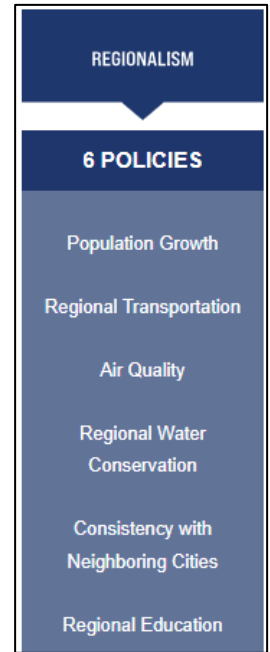 REGIONALISM
6 POLICIES
Population Growth
Regional Transportation
Air Quality
Regional Water
Conservation
Consistency with
Neighboring Cities
Regional Education